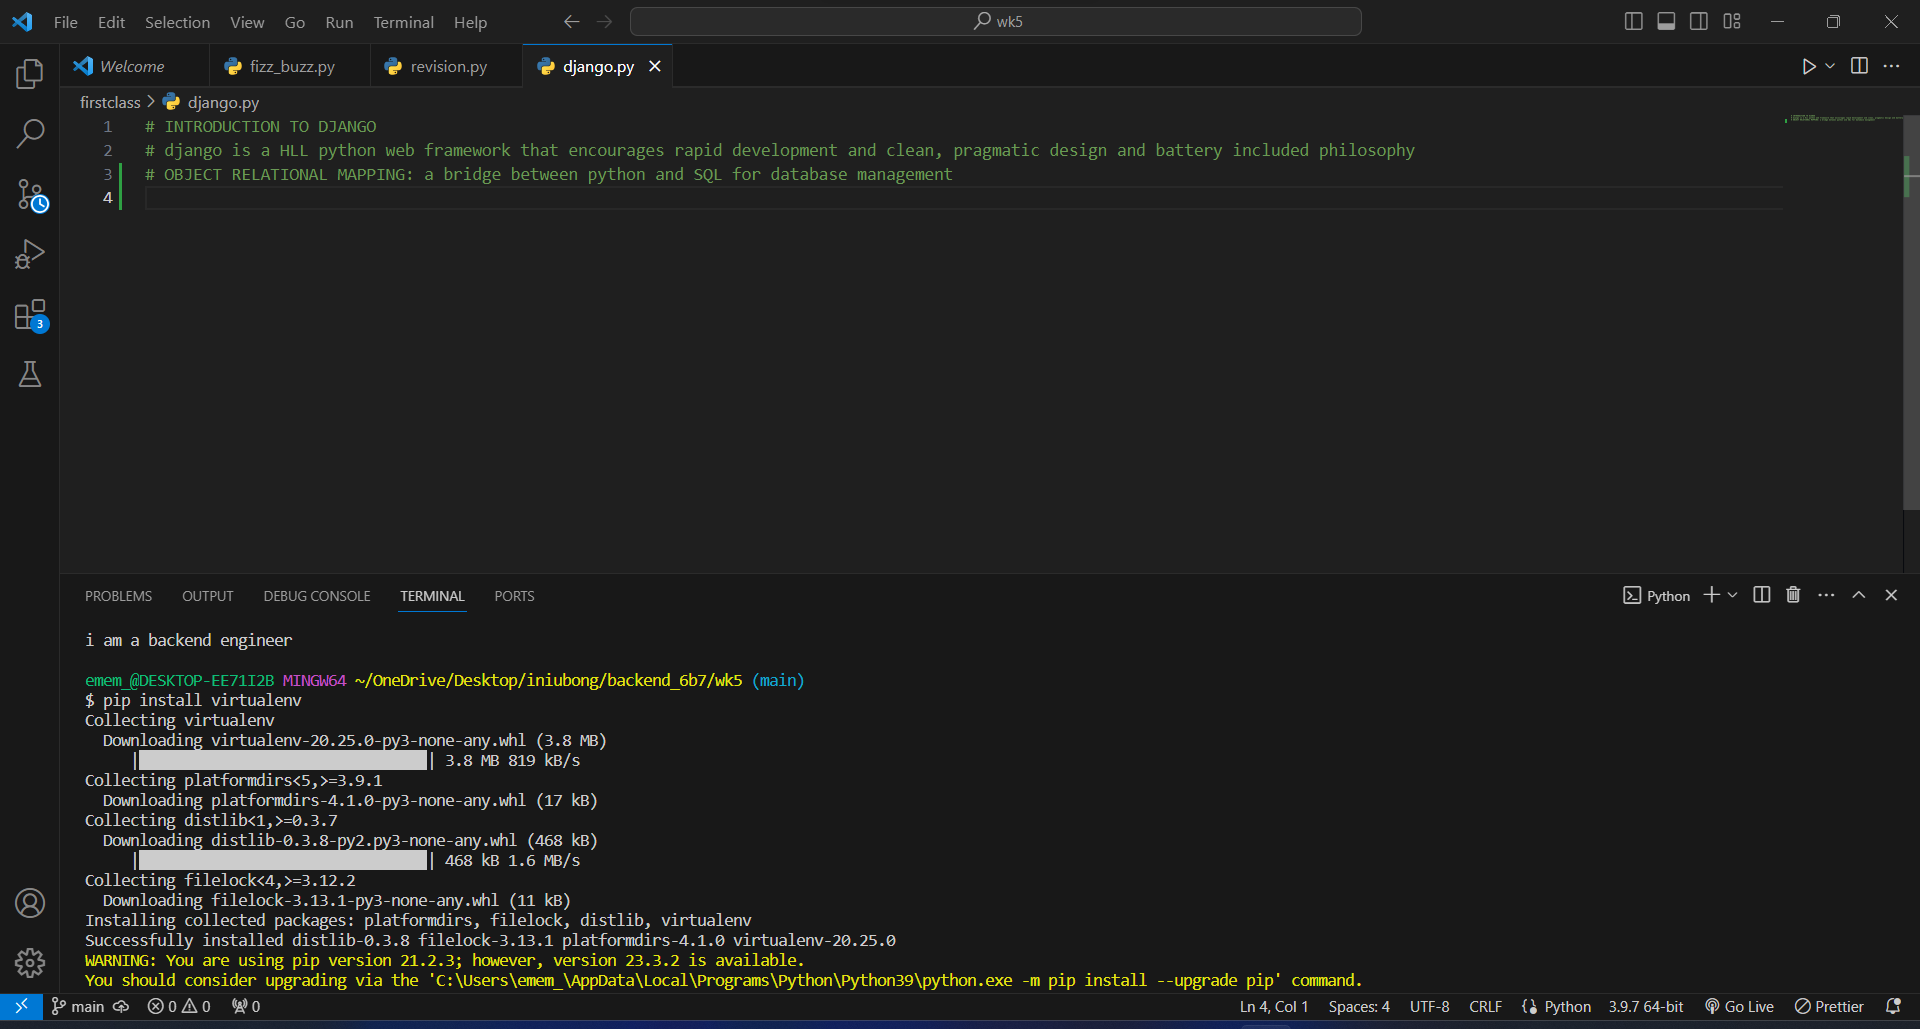 File Edit Selection View Go Run Terminal Help
wk5
Welcome fizz_buzz.py revision.py django.py
firstclass > django.py
1 # INTRODUCTION TO DJANGO
2 # django is a HLL python web framework that encourages rapid development and clean, pragmatic design and battery included philosophy
3 # OBJECT RELATIONAL MAPPING: a bridge between python and SQL for database management
4
3
PROBLEMS OUTPUT DEBUG CONSOLE TERMINAL PORTS
Python
i am a backend engineer
emem_@DESKTOP-EE71I2B MINGW64 ~/OneDrive/Desktop/iniubong/backend_6b7/wk5 (main)
$ pip install virtualenv
Collecting virtualenv
Downloading virtualenv-20.25.0-py3-none-any.whl (3.8 MB)
| | 3.8 MB 819 kB/s
Collecting platformdirs<5,>=3.9.1
Downloading platformdirs-4.1.0-py3-none-any.whl (17 kB)
Collecting distlib<1,>=0.3.7
Downloading distlib-0.3.8-py2.py3-none-any.whl (468 kB)
| | 468 kB 1.6 MB/s
Collecting filelock<4,>=3.12.2
Downloading filelock-3.13.1-py3-none-any.whl (11 kB)
Installing collected packages: platformdirs, filelock, distlib, virtualenv
Successfully installed distlib-0.3.8 filelock-3.13.1 platformdirs-4.1.0 virtualenv-20.25.0
WARNING: You are using pip version 21.2.3; however, version 23.3.2 is available.
You should consider upgrading via the 'C:\Users\emem_\AppData\Local\Programs\Python\Python39\python.exe -m pip install --upgrade pip' command.
main 0 0 0 Ln 4, Col 1 Spaces: 4 UTF-8 CRLF Python 3.9.7 64-bit Go Live Prettier